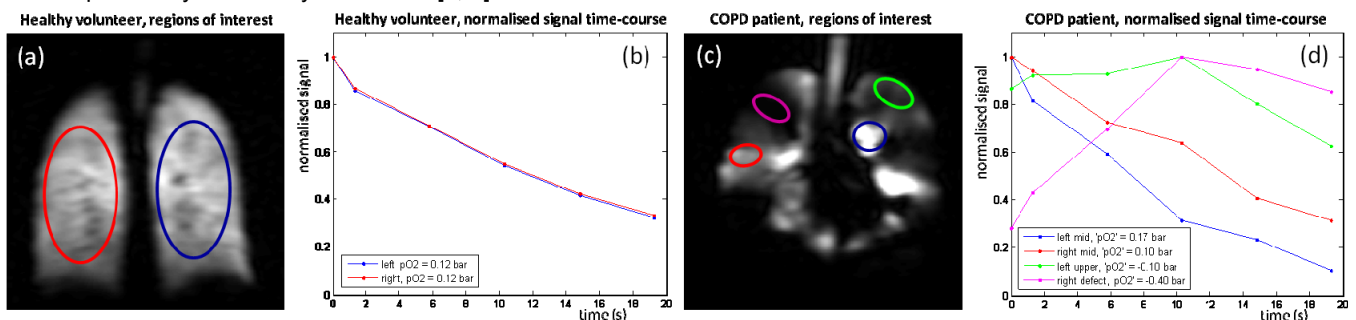 Healthy volunteer, regions of interest
(a)
Healthy volunteer, normalised signal time-course
(b)
normalised signal
1
0.8
0.6
0.4
0.2
0
0 2 4 6 8 10 12 14 16 18 20
time (s)
left pO2 = 0.12 bar
right, pO2 = 0.12 bar
COPD patient, regions of interest
(c)
COPD patient, normalised signal time-course
(d)
normalised signal
1
0.8
0.6
0.4
0.2
0
0 2 4 6 8 10 '2 14 16 18 20
time (s)
left mid, 'pO2' = 0.17 bar
right mid, 'pO2' = 0.10 bar
left upper, 'pO2' = -0.10 bar
right defect, pO2' = -0.40 bar